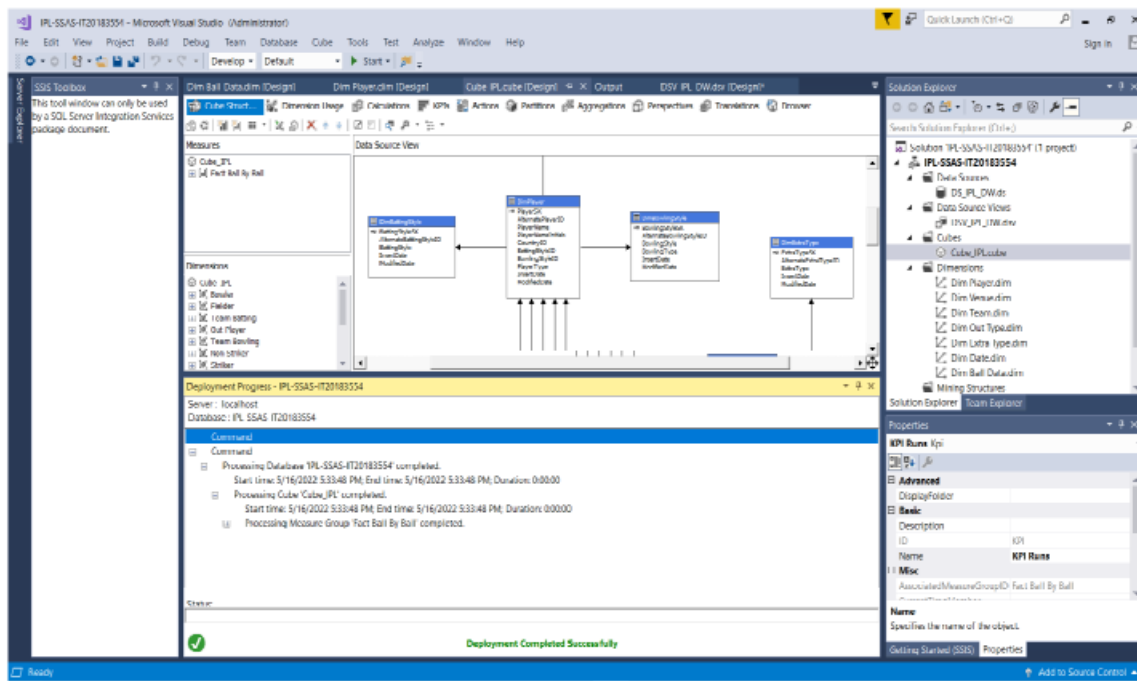 IPL-SSAS-IT20183554 - Microsoft Visual Studio (Administrator)
Quick Launch (Ctrl+Q)
File Edit View Project Build Debug Team Database Cube Tools Test Analyze Window Help
Sign in
Develop Default Start
SSIS Toolbox
This tool window can only be used
by a SQL Server Integration Services
package document.
Server Explorer
Dim Ball Data.dim [Design] Dim Player.dim [Design] Cube IPL.cube [Design] Output DSV IPL DW.dsv [Design]*
Cube Struct... Dimension Usage Calculations KPIs Actions Partitions Aggregations Perspectives Translations Browser
Measures
Cube_IPL
Fact Ball By Ball
Dimensions
Cube IPL
Bowler
Fielder
Team Batting
Out Player
Team Bowling
Non Striker
Striker
Data Source View
DimBattingStyle
BattingStyleSK
AlternateBattingStyleID
BattingStyle
InsertDate
ModifiedDate
DimPlayer
PlayerSK
AlternatePlayerID
PlayerName
PlayerNameInitials
CountryID
BattingStyleID
BowlingStyleID
PlayerType
InsertDate
ModifiedDate
DimBowlingStyle
BowlingStyleSK
AlternateBowlingStyleID
BowlingStyle
BowlingType
InsertDate
ModifiedDate
DimExtraType
ExtraTypeSK
AlternateExtraTypeID
ExtraType
InsertDate
ModifiedDate
Deployment Progress - IPL-SSAS-IT20183554
Server : localhost
Database : IPL SSAS IT20183554
Command
Command
Processing Database 'IPL-SSAS-IT20183554' completed.
Start time: 5/16/2022 5:33:48 PM; End time: 5/16/2022 5:33:48 PM; Duration: 0:00:00
Processing Cube 'Cube_IPL' completed.
Start time: 5/16/2022 5:33:48 PM; End time: 5/16/2022 5:33:48 PM; Duration: 0:00:00
Processing Measure Group 'Fact Ball By Ball' completed.
Status:
Deployment Completed Successfully
Solution Explorer
Search Solution Explorer (Ctrl+;)
Solution 'IPL-SSAS-IT20183554' (1 project)
IPL-SSAS-IT20183554
Data Sources
DS_IPL_DW.ds
Data Source Views
DSV_IPL_DW.dsv
Cubes
Cube_IPL.cube
Dimensions
Dim Player.dim
Dim Venue.dim
Dim Team.dim
Dim Out Type.dim
Dim Extra Type.dim
Dim Date.dim
Dim Ball Data.dim
Mining Structures
Solution Explorer Team Explorer
Properties
KPI Runs Kpi
Advanced
DisplayFolder
Basic
Description
ID KPI
Name KPI Runs
Misc
AssociatedMeasureGroupID Fact Ball By Ball
Name
Specifies the name of the object.
Getting Started (SSIS) Properties
Ready
Add to Source Control